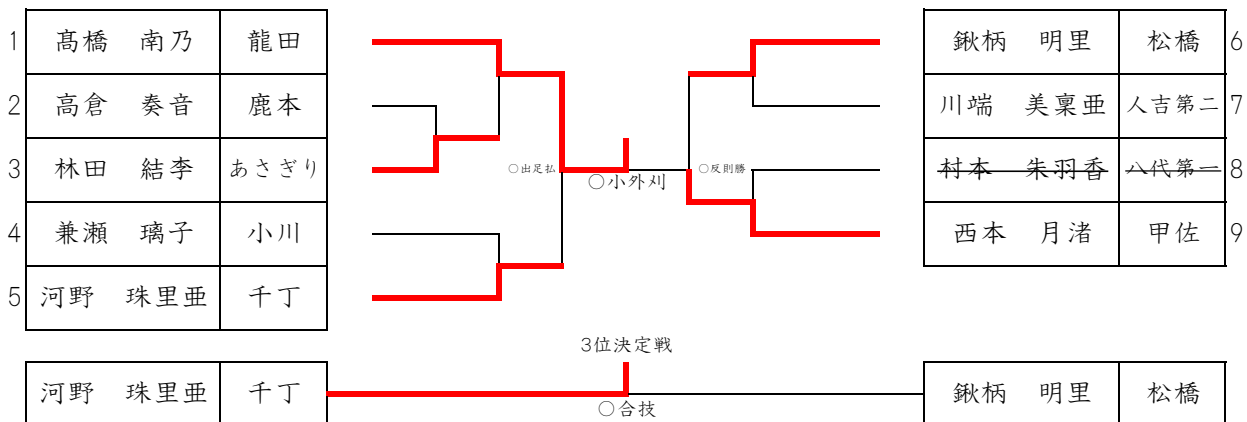 1 髙橋 南乃 龍田
2 高倉 奏音 鹿本
3 林田 結李 あさぎり
4 兼瀬 璃子 小川
5 河野 珠里亜 千丁
○出足払
○小外刈
○反則勝
鍬柄 明里 松橋 6
川端 美稟亜 人吉第二 7
村本 朱羽香 八代第一 8
西本 月渚 甲佐 9
3位決定戦
河野 珠里亜 千丁
○合技
鍬柄 明里 松橋